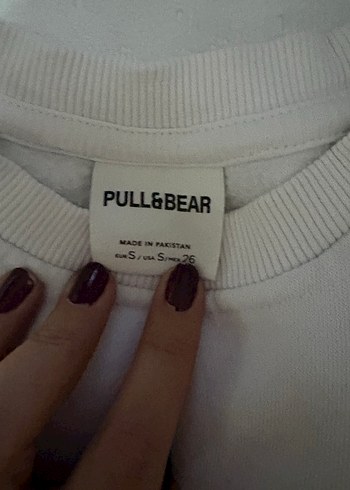 PULL&BEAR
MADE IN PAKISTAN
EUR S / USA S / MEX 26